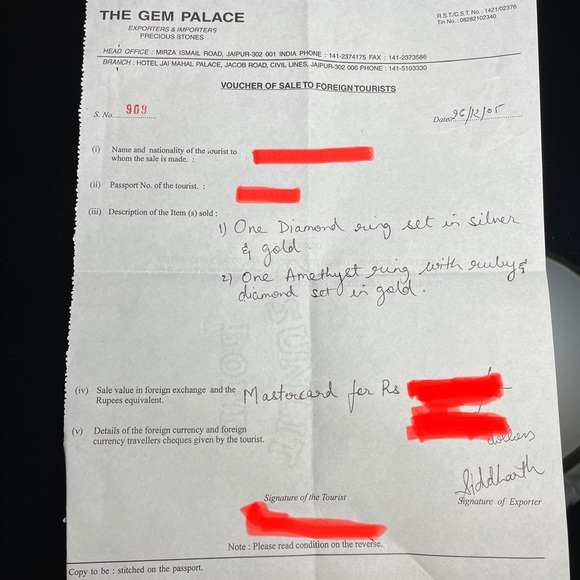 THE GEM PALACE
EXPORTERS & IMPORTERS
PRECIOUS STONES
R.S.T./C.S.T. No. : 1421/02376
Tin No : 08282102340
HEAD OFFICE : MIRZA ISMAIL ROAD, JAIPUR-302 001 INDIA PHONE : 141-2374175 FAX : 141-2373586
BRANCH : HOTEL JAI MAHAL PALACE, JACOB ROAD, CIVIL LINES, JAIPUR-302 006 PHONE : 141-5103330
VOUCHER OF SALE TO FOREIGN TOURISTS
S. No. 969
Date 26/12/05
(i) Name and nationality of the tourist to
whom the sale is made. :
(ii) Passport No. of the tourist. :
(iii) Description of the Item (s) sold :
1) One Diamond ring set in silver
& gold
2) One Amethyst ring with ruby &
diamond set in gold.
(iv) Sale value in foreign exchange and the
Rupees equivalent.
Mastercard for Rs
(v) Details of the foreign currency and foreign
currency travellers cheques given by the tourist.
dollars
Siddharth
Signature of the Tourist
Signature of Exporter
Note : Please read condition on the reverse.
Copy to be : stitched on the passport.